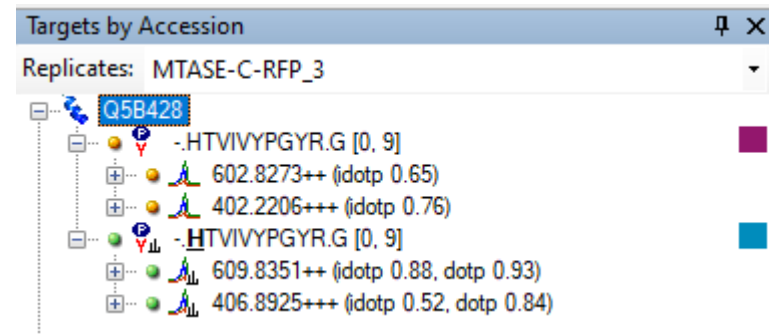 Targets by Accession
Replicates: MTASE-C-RFP_3
Q5B428
-.HTVIVYPGYR.G [0, 9]
602.8273++ (idotp 0.65)
402.2206+++ (idotp 0.76)
-.HTVIVYPGYR.G [0, 9]
609.8351++ (idotp 0.88, dotp 0.93)
406.8925+++ (idotp 0.52, dotp 0.84)